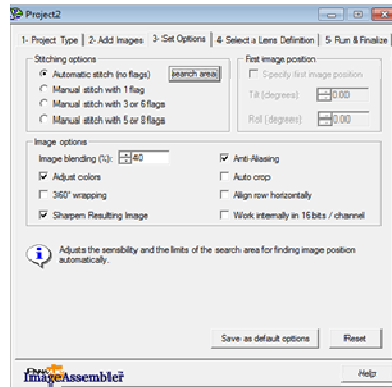 Project2
1- Project Type 2- Add Images 3- Set Options 4- Select a Lens Definition 5- Run & Finalize
Stitching options
Automatic stitch (no flags) search area
Manual stitch with 1 flag
Manual stitch with 3 or 6 flags
Manual stitch with 5 or 8 flags
First image position
Specify first image position
Tilt (degrees): 0.00
Roll (degrees): 0.00
Image options
Image blending (%): 40
Adjust colors
360° wrapping
Sharpen Resulting Image
Anti-Aliasing
Auto crop
Align row horizontally
Work internally in 16 bits / channel
Adjusts the sensibility and the limits of the search area for finding image position
automatically.
Save as default options Reset
ImageAssembler Help